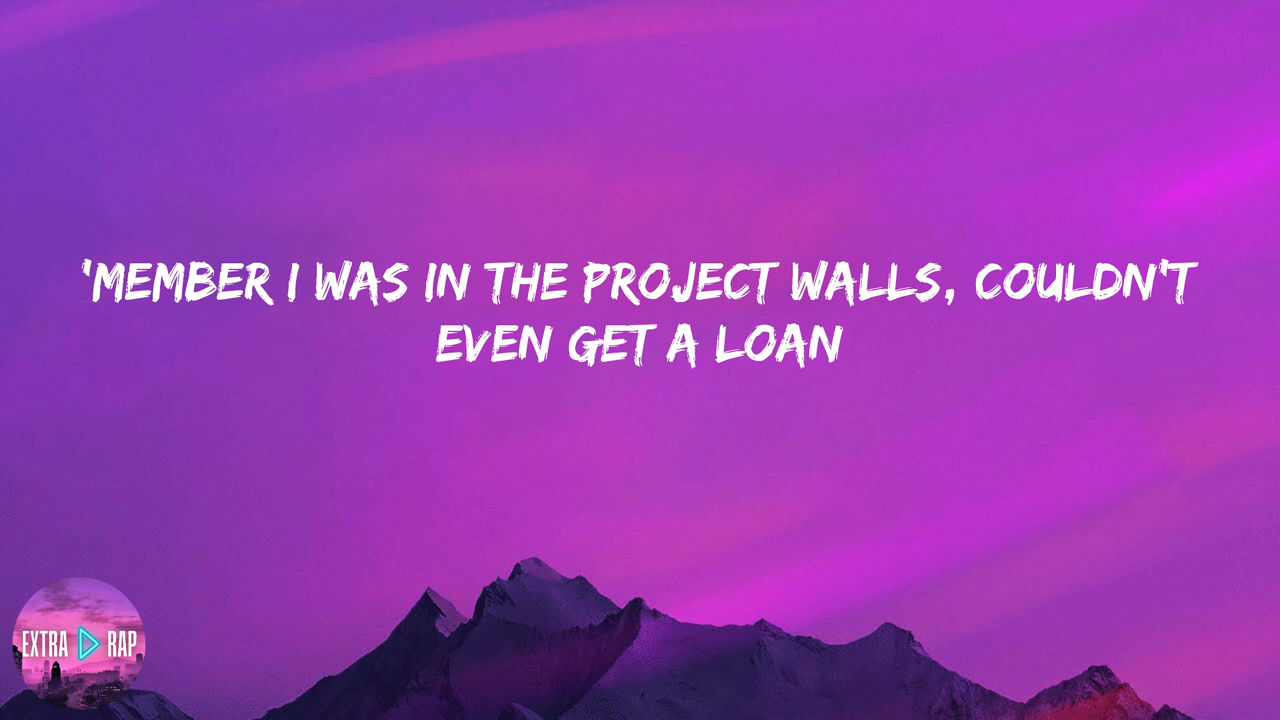 'MEMBER I WAS IN THE PROJECT WALLS, COULDN'T
EVEN GET A LOAN
EXTRA RAP